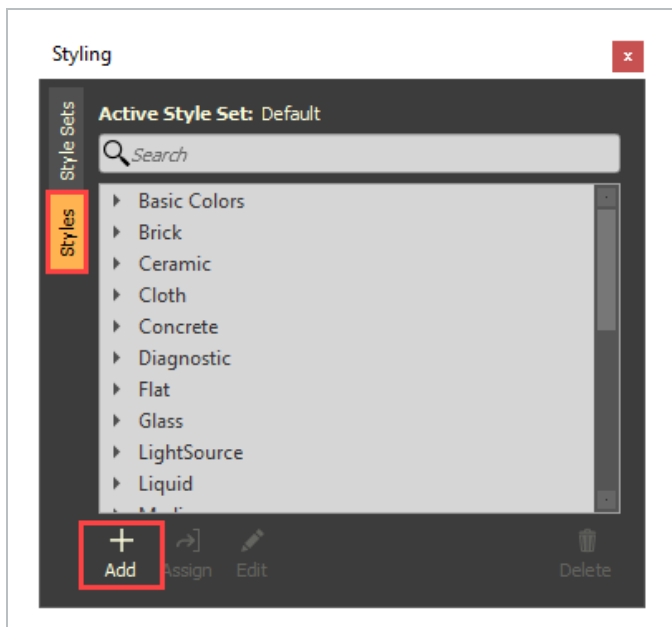 Styling
x
Style Sets
Styles
Active Style Set: Default
Search
Basic Colors
Brick
Ceramic
Cloth
Concrete
Diagnostic
Flat
Glass
LightSource
Liquid
Add Assign Edit Delete